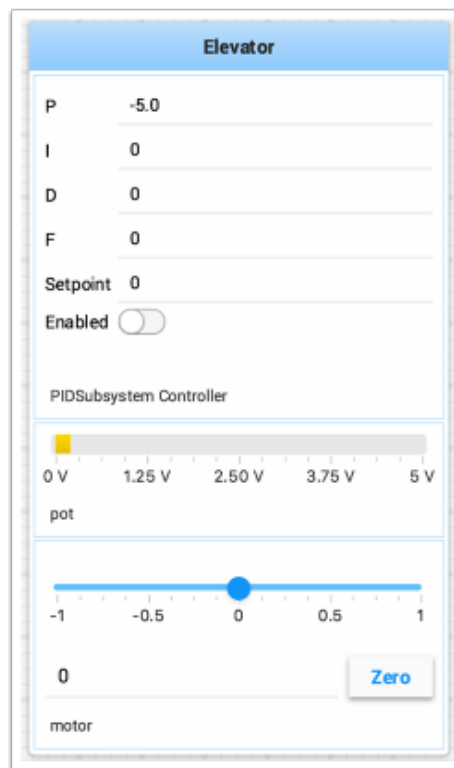 Elevator
P -5.0
I 0
D 0
F 0
Setpoint 0
Enabled
PIDSubsystem Controller
0 V 1.25 V 2.50 V 3.75 V 5 V
pot
-1 -0.5 0 0.5 1
0 Zero
motor